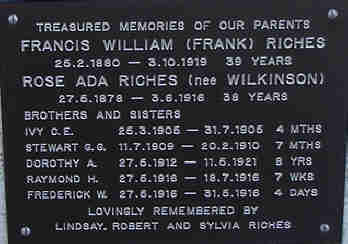 TREASURED MEMORIES OF OUR PARENTS
FRANCIS WILLIAM (FRANK) RICHES
25.2.1880 — 3.10.1919 39 YEARS
ROSE ADA RICHES (nee WILKINSON)
27.5.1878 — 3.6.1916 38 YEARS
BROTHERS AND SISTERS
IVY C.E. 25.3.1905 — 31.7.1905 4 MTHS
STEWART G.G. 11.7.1909 — 20.2.1910 7 MTHS
DOROTHY A. 27.5.1912 — 11.5.1921 8 YRS
RAYMOND H. 27.5.1916 — 18.7.1916 7 WKS
FREDERICK W. 27.5.1916 — 31.5.1916 4 DAYS
LOVINGLY REMEMBERED BY
LINDSAY, ROBERT AND SYLVIA RICHES